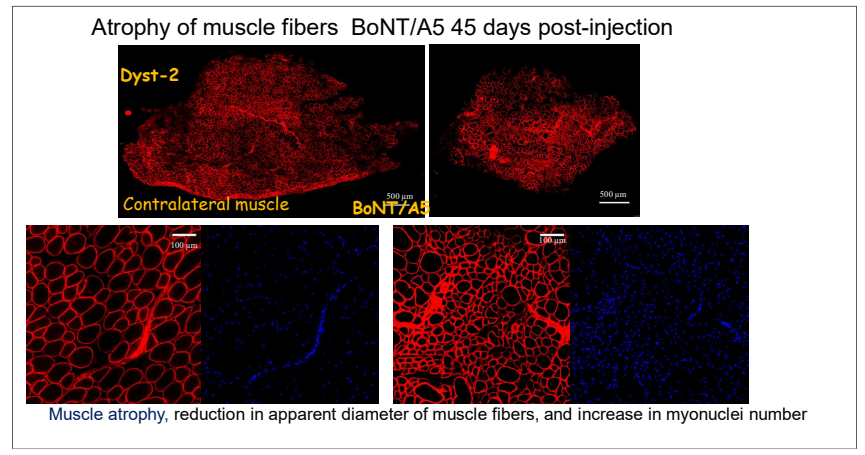 Atrophy of muscle fibers BoNT/A5 45 days post-injection
Dyst-2
Contralateral muscle
500 µm
BoNT/A5
500 µm
100 µm
100 µm
Muscle atrophy, reduction in apparent diameter of muscle fibers, and increase in myonuclei number